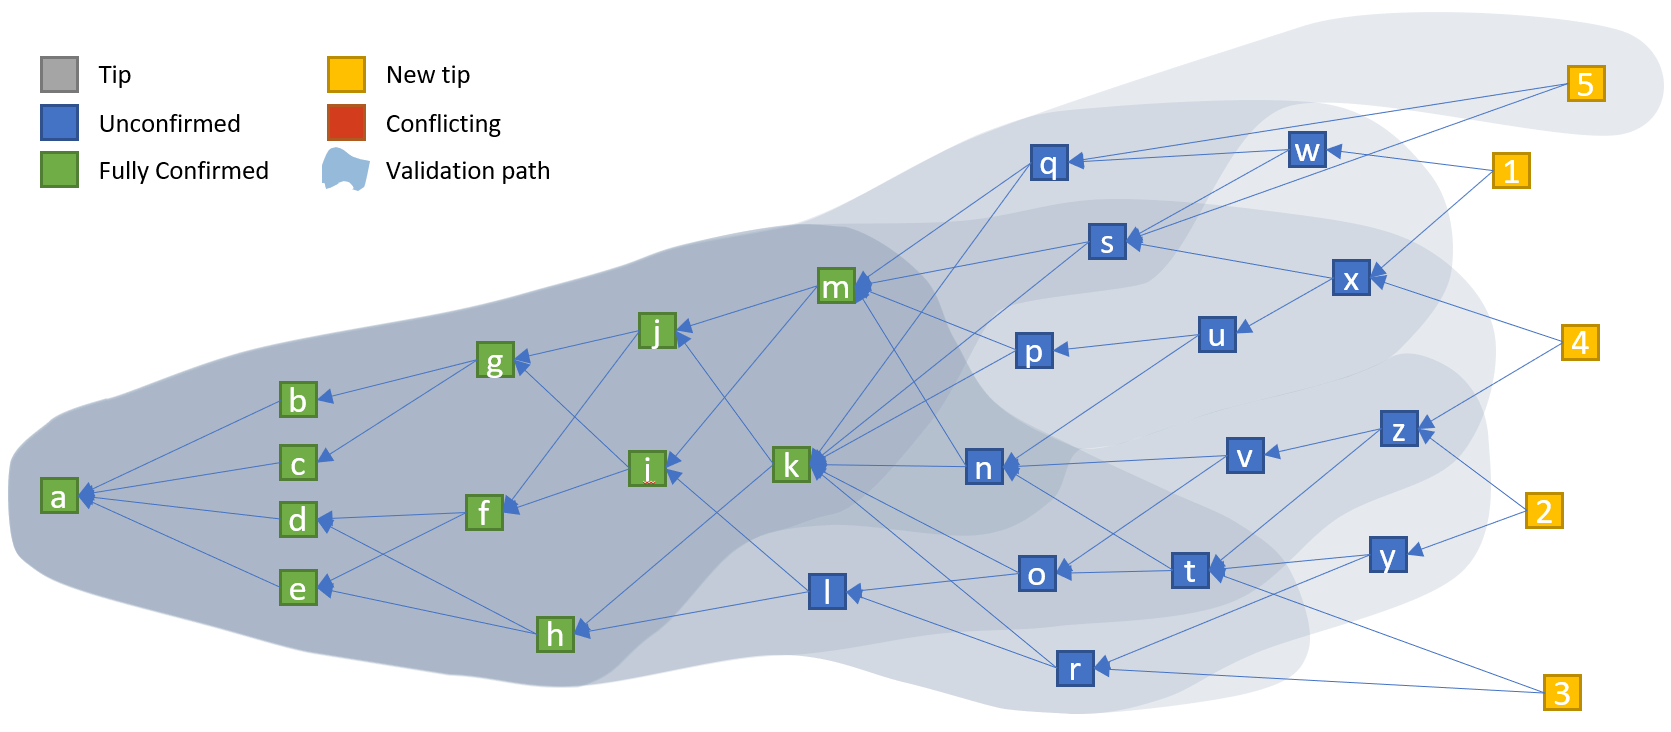 Tip
New tip
Unconfirmed
Conflicting
Fully Confirmed
Validation path
5
w
q
1
s
x
m
j
u
4
p
g
b
z
v
c
i
k
n
a
f
d
2
y
o
t
e
l
h
r
3